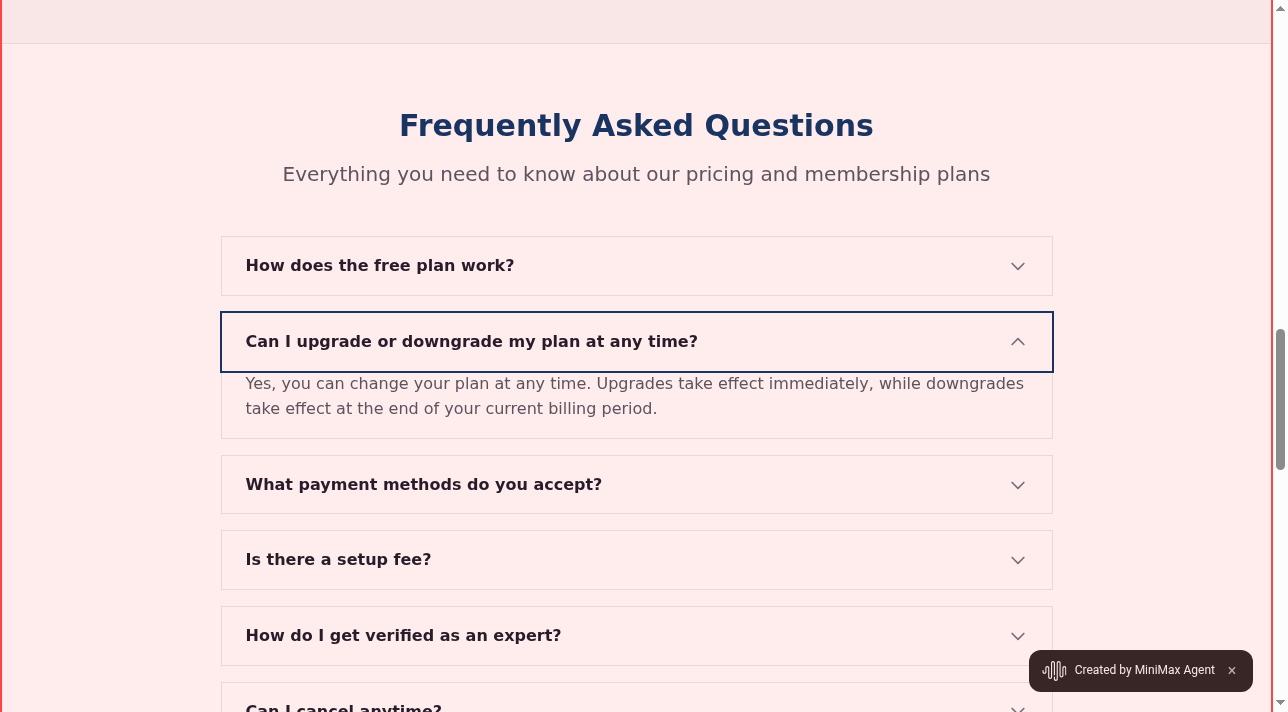 Frequently Asked Questions
Everything you need to know about our pricing and membership plans
How does the free plan work?
Can I upgrade or downgrade my plan at any time?
Yes, you can change your plan at any time. Upgrades take effect immediately, while downgrades
take effect at the end of your current billing period.
What payment methods do you accept?
Is there a setup fee?
How do I get verified as an expert?
Created by MiniMax Agent ×
Can I cancel anytime?